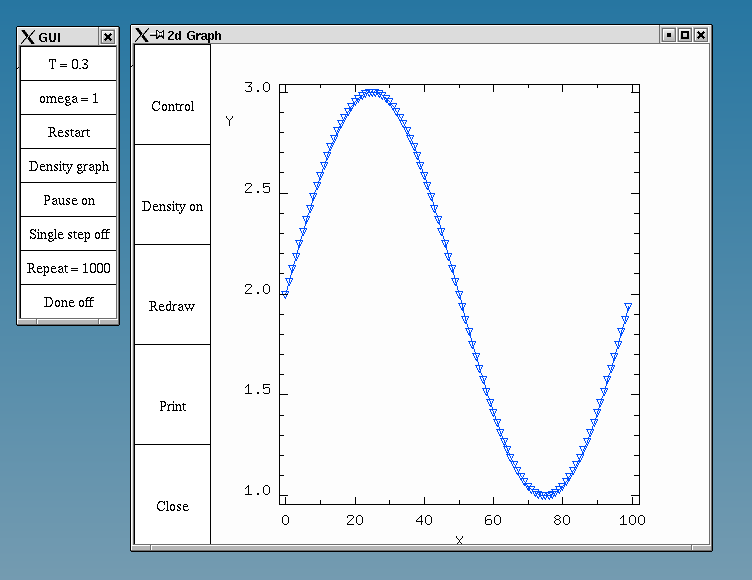 GUI
T = 0.3
omega = 1
Restart
Density graph
Pause on
Single step off
Repeat = 1000
Done off
2d Graph
Control
Density on
Redraw
Print
Close
Y
3.0
2.5
2.0
1.5
1.0
0 20 40 60 80 100
X